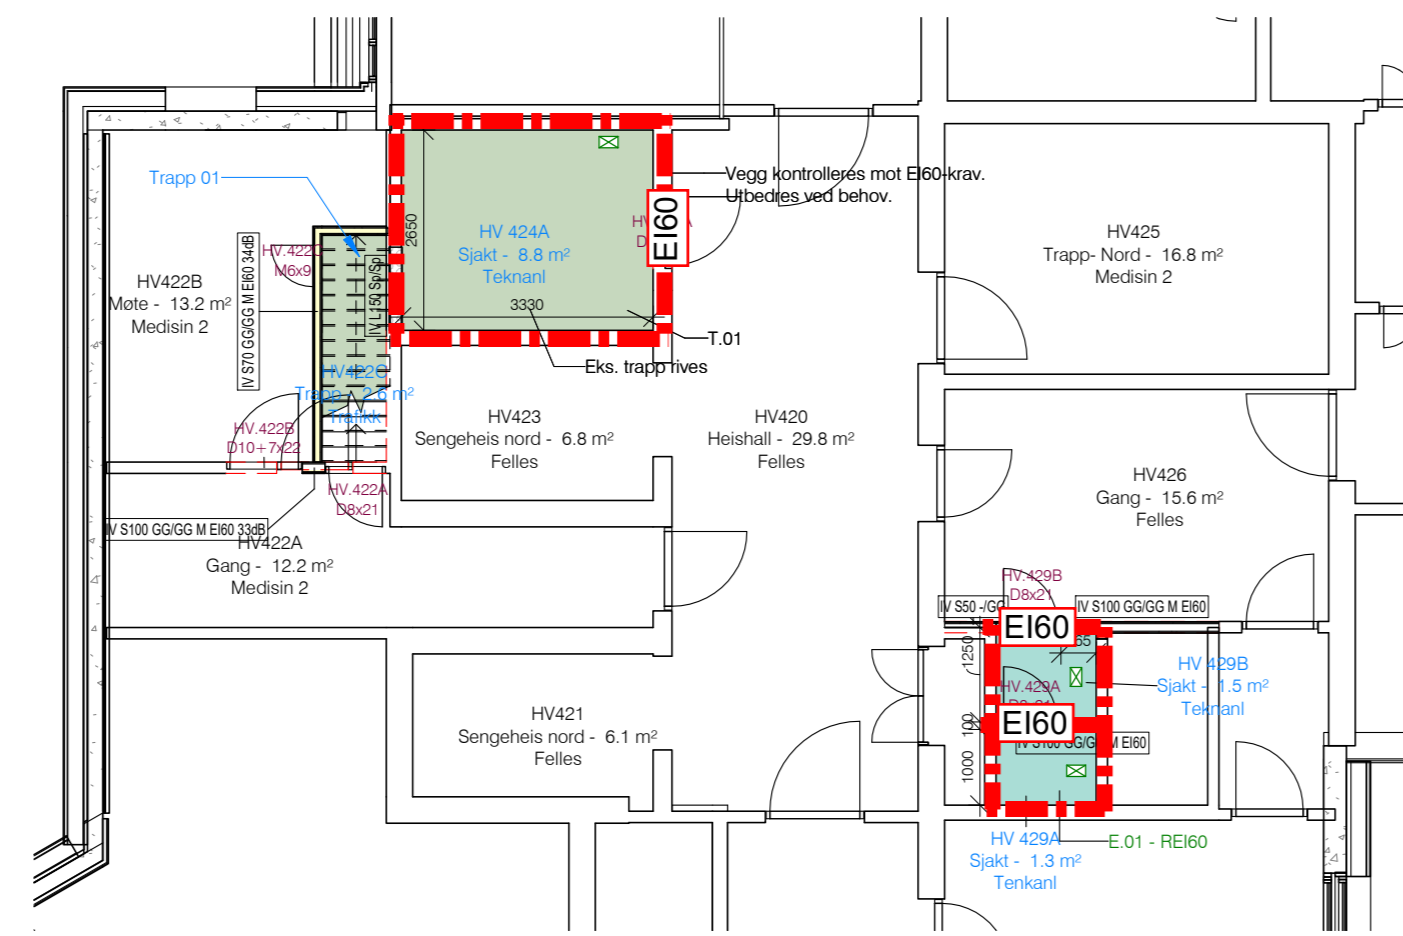 Trapp 01
Vegg kontrolleres mot EI60-krav.
Utbedres ved behov.
EI60
HV 424A
Sjakt - 8.8 m²
Teknanl
2650
3330
T.01
Eks. trapp rives
HV425
Trapp- Nord - 16.8 m²
Medisin 2
HV.422C
M6x9
HV422B
Møte - 13.2 m²
Medisin 2
IV S70 GG/GG M EI60 34dB
IV L150 Sp/Sp
HV422C
Trapp - 2.6 m²
Trafikk
HV.422B
D10+7x22
HV423
Sengeheis nord - 6.8 m²
Felles
HV420
Heishall - 29.8 m²
Felles
HV426
Gang - 15.6 m²
Felles
HV.422A
D8x21
IV S100 GG/GG M EI60 33dB
HV422A
Gang - 12.2 m²
Medisin 2
HV.429B
D8x21
IV S50 -/GG
IV S100 GG/GG M EI60
EI60
1250
HV 429B
Sjakt - 1.5 m²
Teknanl
HV.429A
EI60
100
1000
HV421
Sengeheis nord - 6.1 m²
Felles
HV 429A
Sjakt - 1.3 m²
Tenkanl
E.01 - REI60